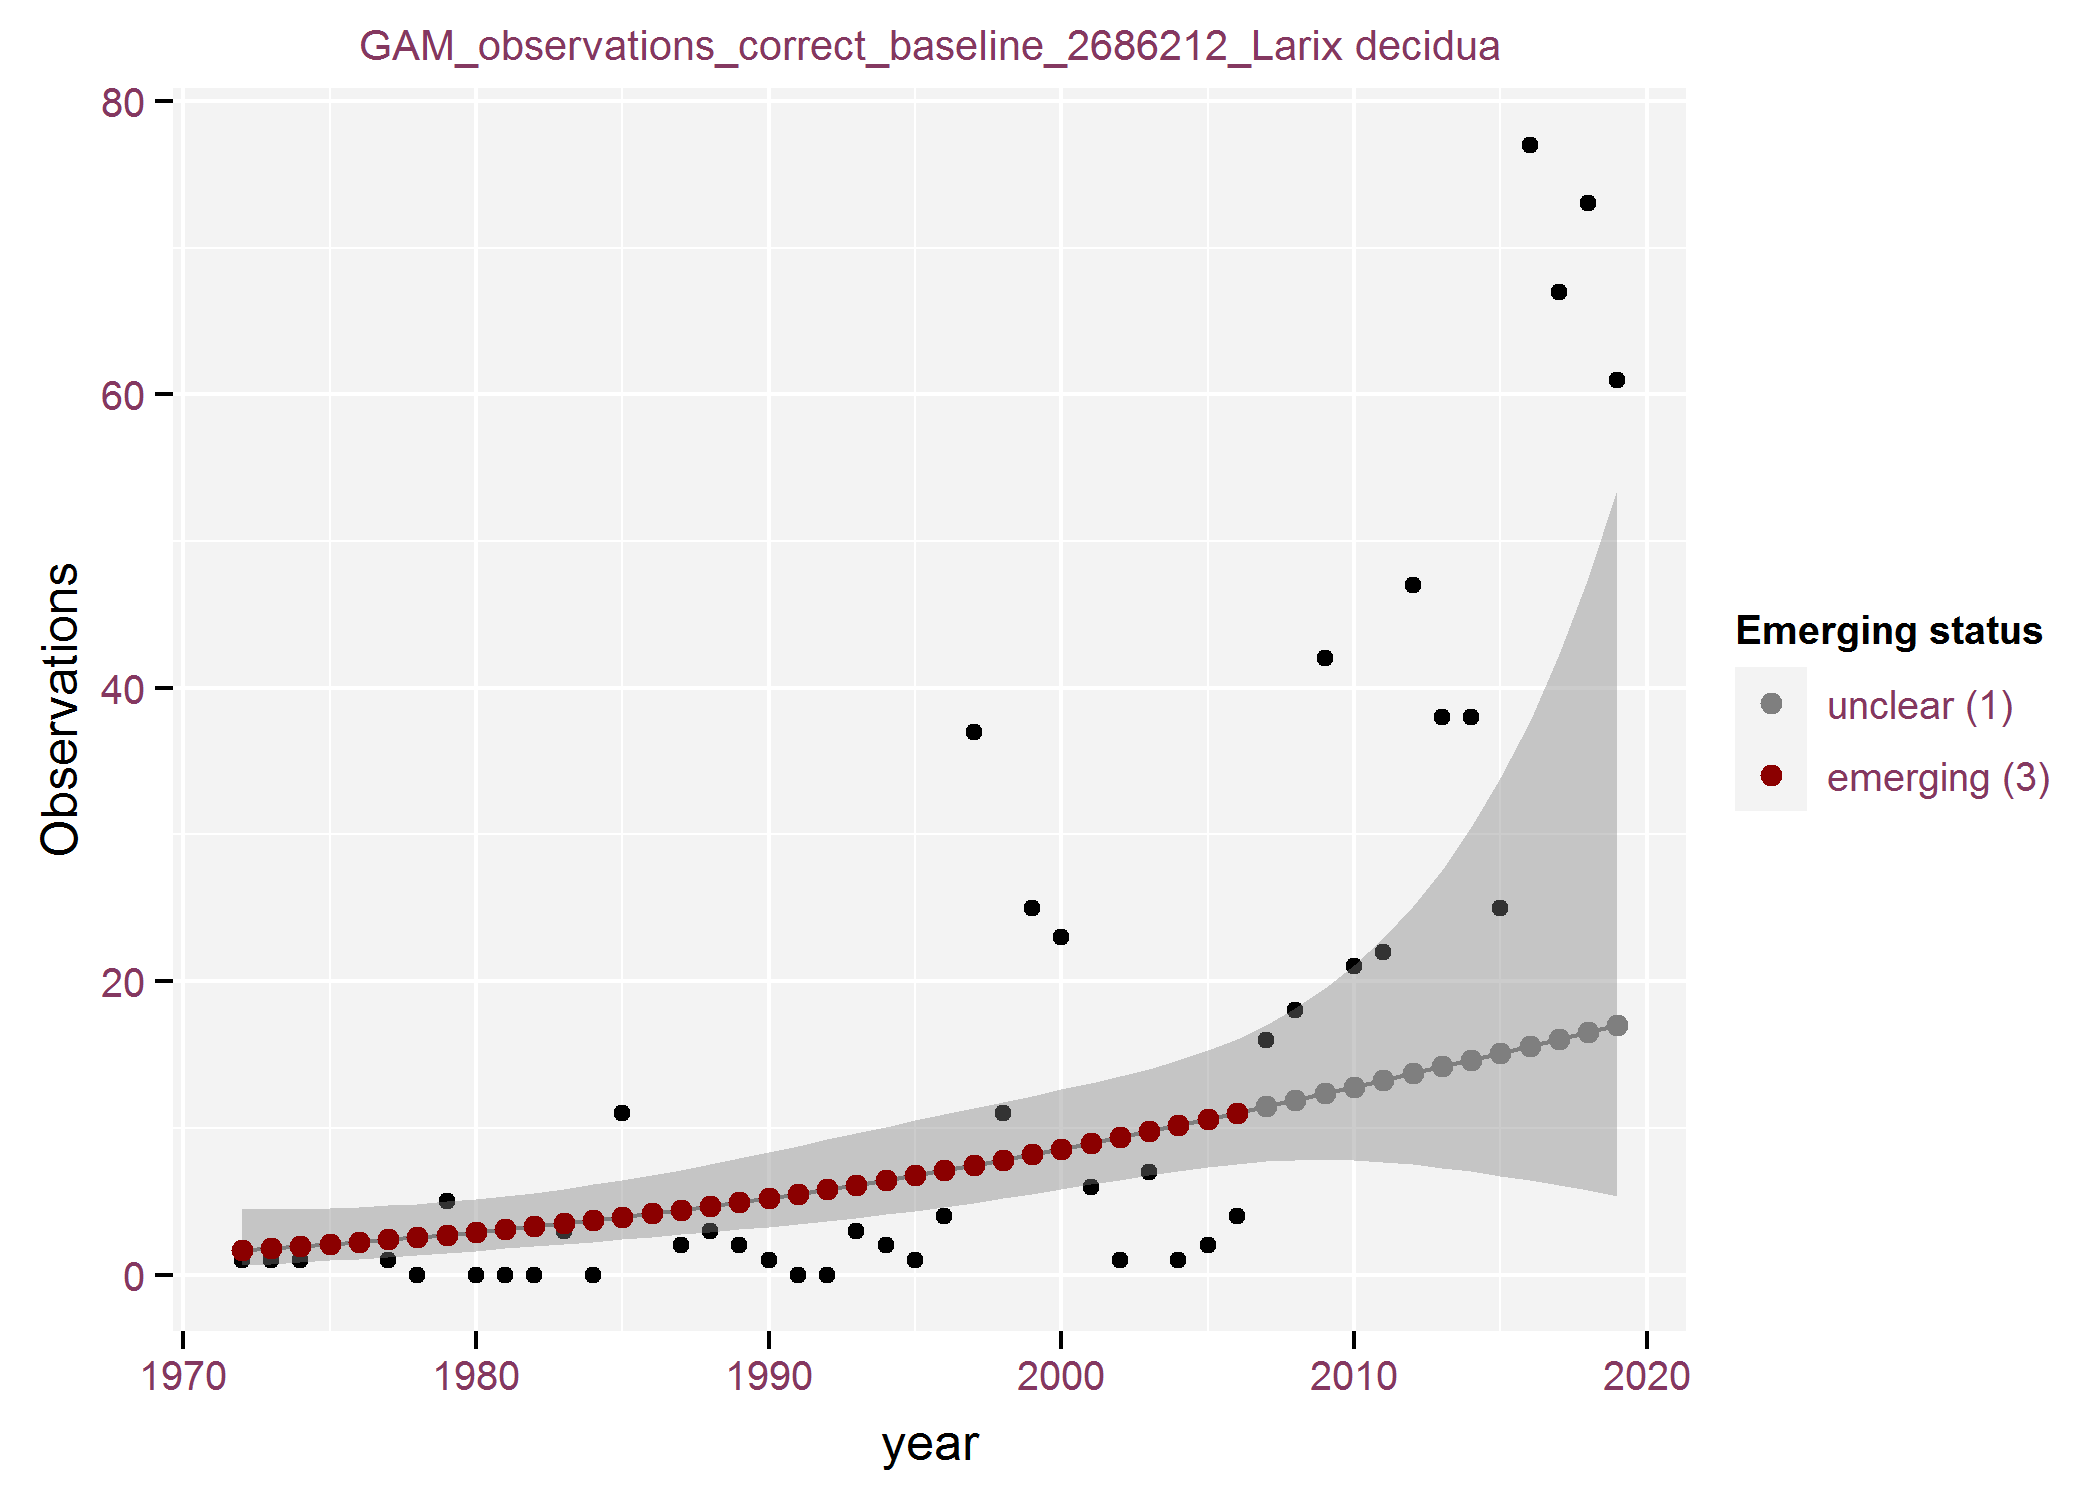 GAM_observations_correct_baseline_2686212_Larix decidua
80
60
40
20
0
Observations
1970 1980 1990 2000 2010 2020
year
Emerging status
unclear (1)
emerging (3)